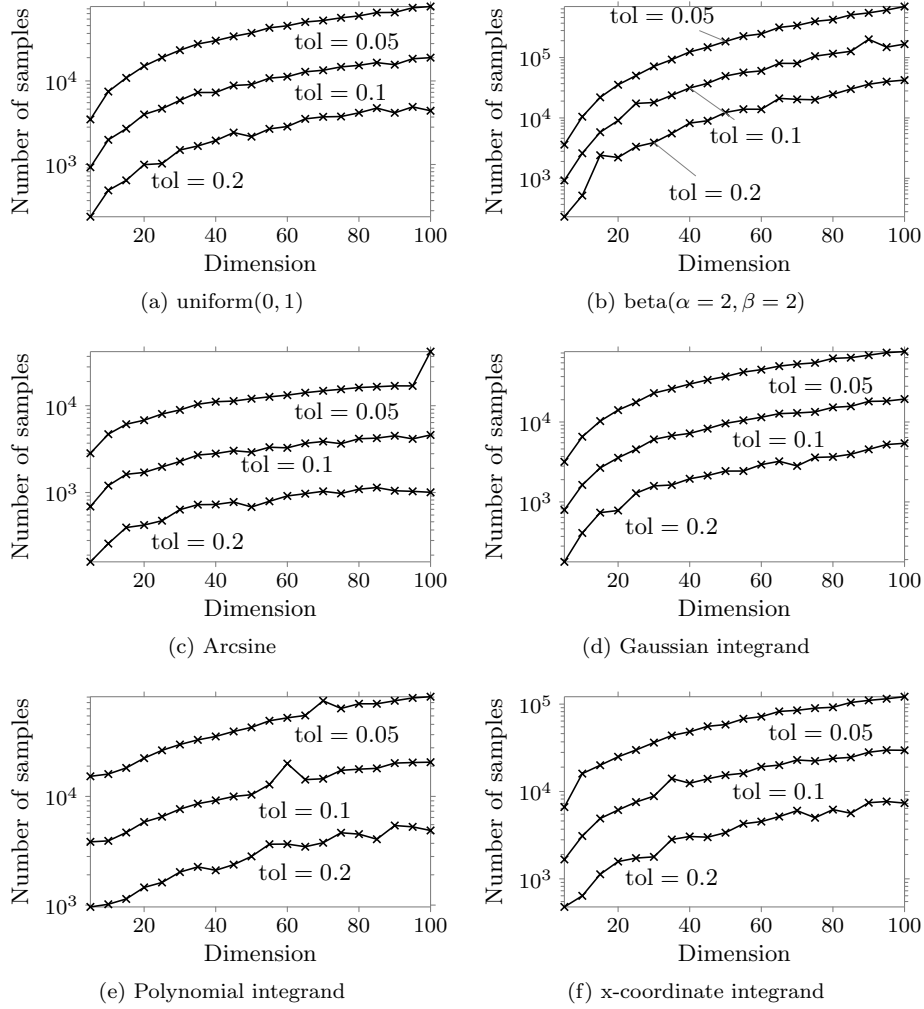 Number of samples
10^4
10^3
tol = 0.05
tol = 0.1
tol = 0.2
20 40 60 80 100
Dimension
(a) uniform(0, 1)
Number of samples
10^5
10^4
10^3
tol = 0.05
tol = 0.1
tol = 0.2
20 40 60 80 100
Dimension
(b) beta(α = 2, β = 2)
Number of samples
10^4
10^3
tol = 0.05
tol = 0.1
tol = 0.2
20 40 60 80 100
Dimension
(c) Arcsine
Number of samples
10^4
10^3
tol = 0.05
tol = 0.1
tol = 0.2
20 40 60 80 100
Dimension
(d) Gaussian integrand
Number of samples
10^4
10^3
tol = 0.05
tol = 0.1
tol = 0.2
20 40 60 80 100
Dimension
(e) Polynomial integrand
Number of samples
10^5
10^4
10^3
tol = 0.05
tol = 0.1
tol = 0.2
20 40 60 80 100
Dimension
(f) x-coordinate integrand